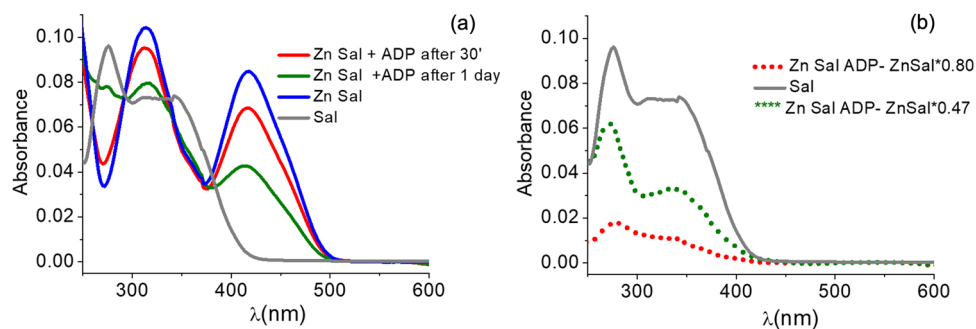 (a)
Zn Sal + ADP after 30'
Zn Sal +ADP after 1 day
Zn Sal
Sal
Absorbance
0.10
0.08
0.06
0.04
0.02
0.00
300
400
500
600
λ(nm)
(b)
Zn Sal ADP- ZnSal*0.80
Sal
**** Zn Sal ADP- ZnSal*0.47
Absorbance
0.10
0.08
0.06
0.04
0.02
0.00
300
400
500
600
λ(nm)